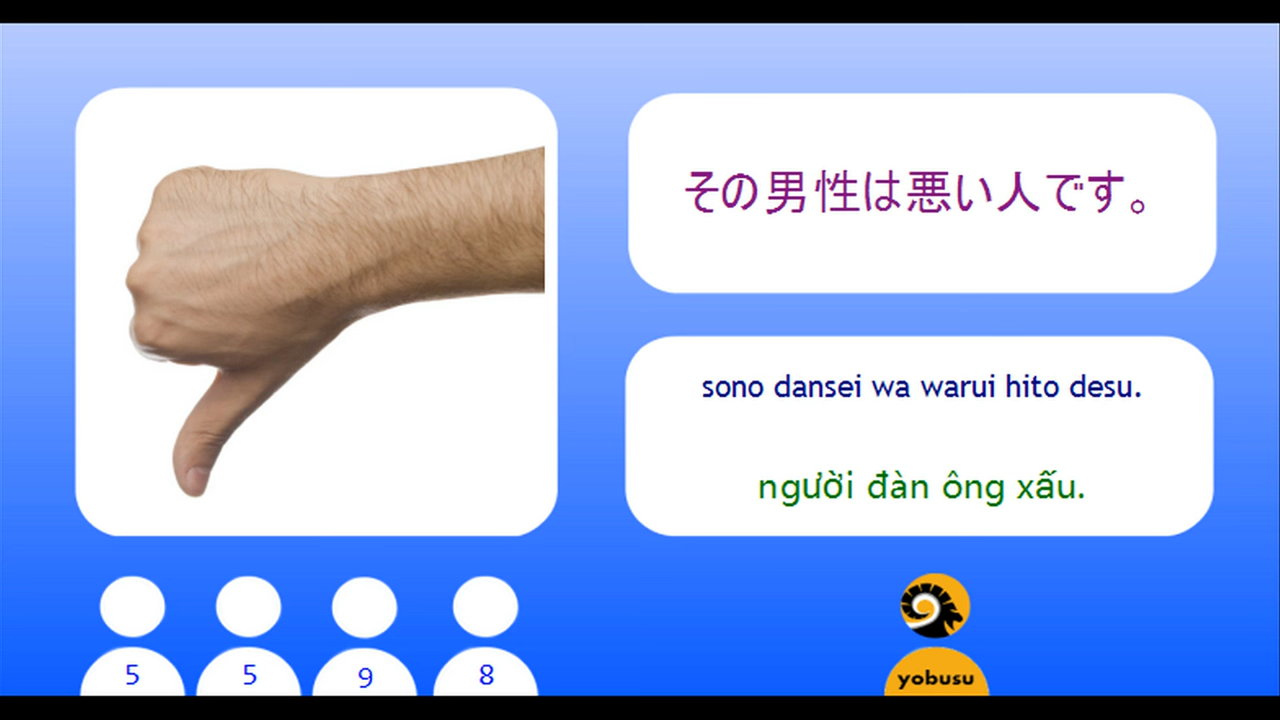 その男性は悪い人です。
sono dansei wa warui hito desu.
người đàn ông xấu.
5 5 9 8
yobusu